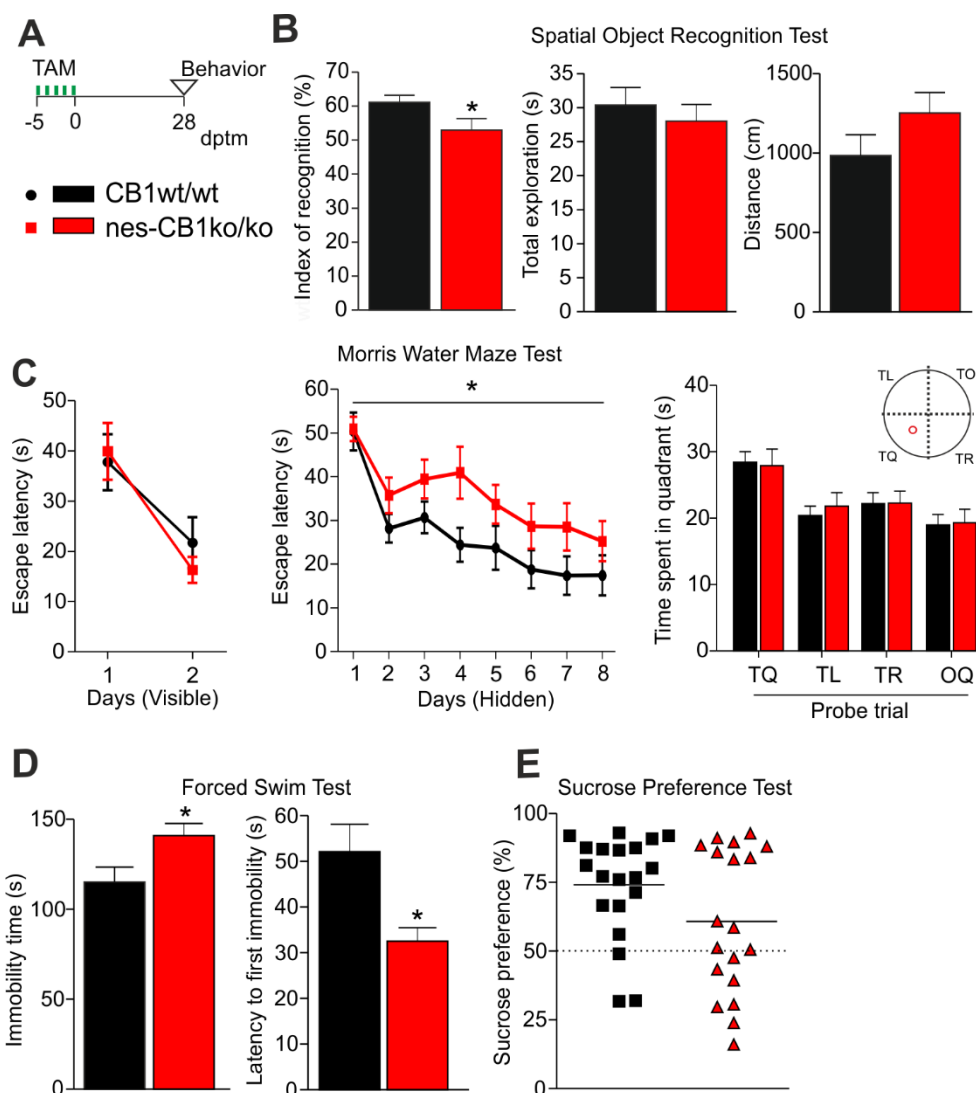 A
TAM Behavior
-5 0 28
dptm
CB1wt/wt
nes-CB1ko/ko
B
Spatial Object Recognition Test
Index of recognition (%)
70
60
50
40
30
20
10
0
*
Total exploration (s)
35
30
25
20
15
10
5
0
Distance (cm)
1500
1000
500
0
C
Morris Water Maze Test
Escape latency (s)
50
40
30
20
10
0
1 2
Days (Visible)
Escape latency (s)
60
50
40
30
20
10
0
*
1 2 3 4 5 6 7 8
Days (Hidden)
Time spent in quadrant (s)
40
30
20
10
0
TL TO
TQ TR
TQ TL TR OQ
Probe trial
D
Forced Swim Test
Immobility time (s)
150
100
50
0
*
Latency to first immobility (s)
60
50
40
30
20
10
0
*
E
Sucrose Preference Test
Sucrose preference (%)
100
75
50
25
0